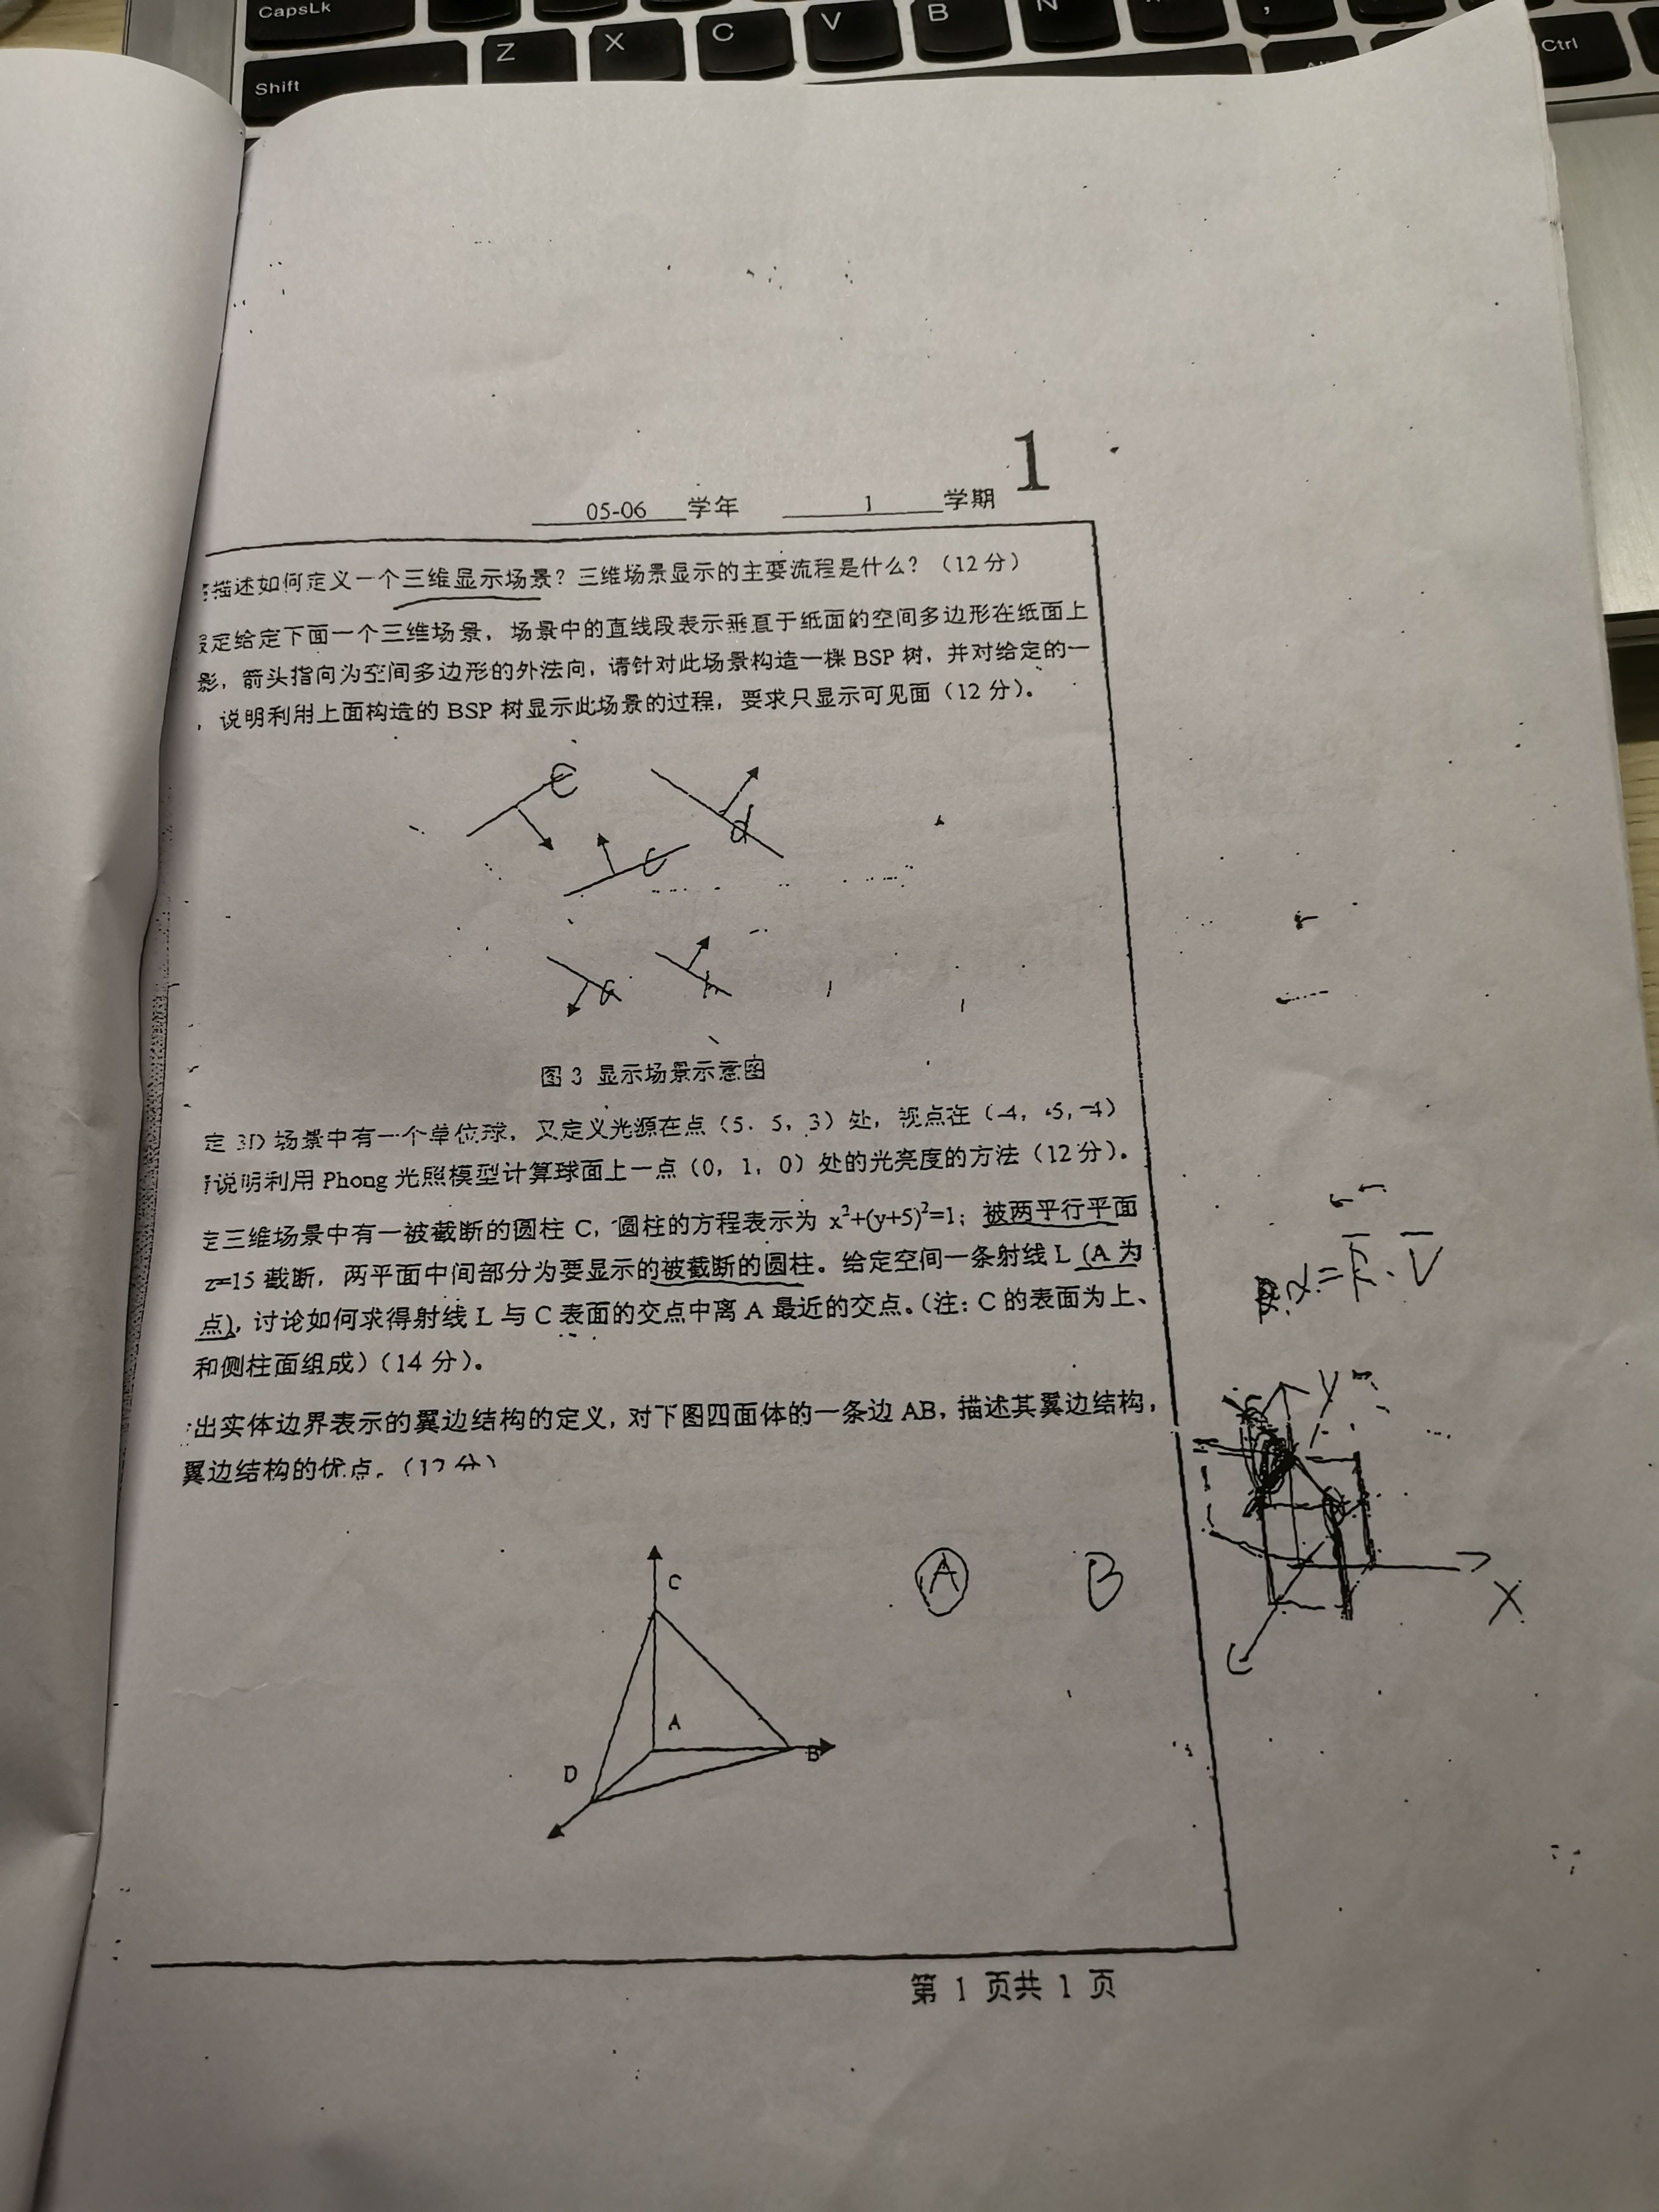 CapsLk
Z X C V B N
Shift
Ctrl
1
05-06 学年 1 学期
描述如何定义一个三维显示场景？三维场景显示的主要流程是什么？（12 分）
定给定下面一个三维场景，场景中的直线段表示垂直于纸面的空间多边形在纸面上
影，箭头指向为空间多边形的外法向，请针对此场景构造一棵 BSP 树，并对给定的一
，说明利用上面构造的 BSP 树显示此场景的过程，要求只显示可见面（12 分）。
d
图 3 显示场景示意图
定 3D 场景中有一个单位球，又定义光源在点（5，5，3）处，视点在（-4，-5，-4）
说明利用 Phong 光照模型计算球面上一点（0，1，0）处的光亮度的方法（12 分）。
定三维场景中有一被截断的圆柱 C，圆柱的方程表示为 x²+(y+5)²=1；被两平行平面
z=15 截断，两平面中间部分为要显示的被截断的圆柱。给定空间一条射线 L (A 为
点)，讨论如何求得射线 L 与 C 表面的交点中离 A 最近的交点。（注：C 的表面为上、
和侧柱面组成）（14 分）。
出实体边界表示的翼边结构的定义，对下图四面体的一条边 AB，描述其翼边结构，
翼边结构的优点。（12 分）
C
A
B
D
A B
α=R·V
Y
X
第 1 页共 1 页